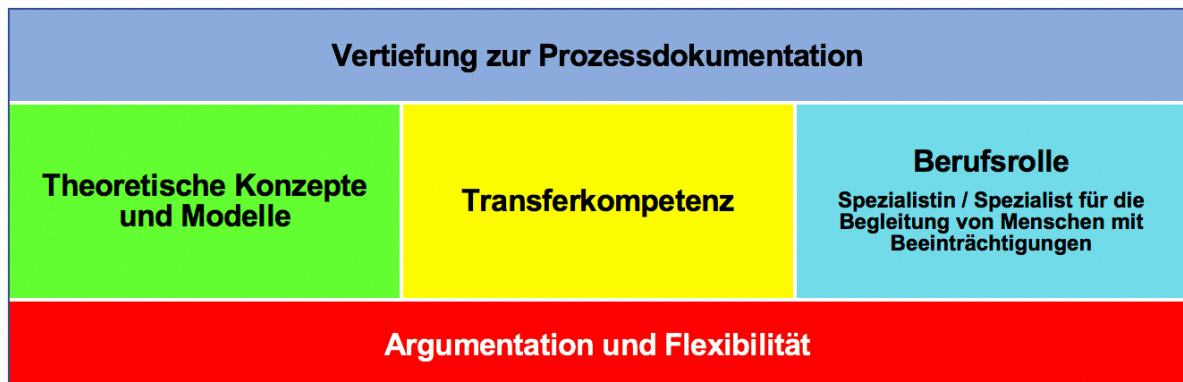 Vertiefung zur Prozessdokumentation
Theoretische Konzepte
und Modelle
Transferkompetenz
Berufsrolle
Spezialistin / Spezialist für die
Begleitung von Menschen mit
Beeinträchtigungen
Argumentation und Flexibilität